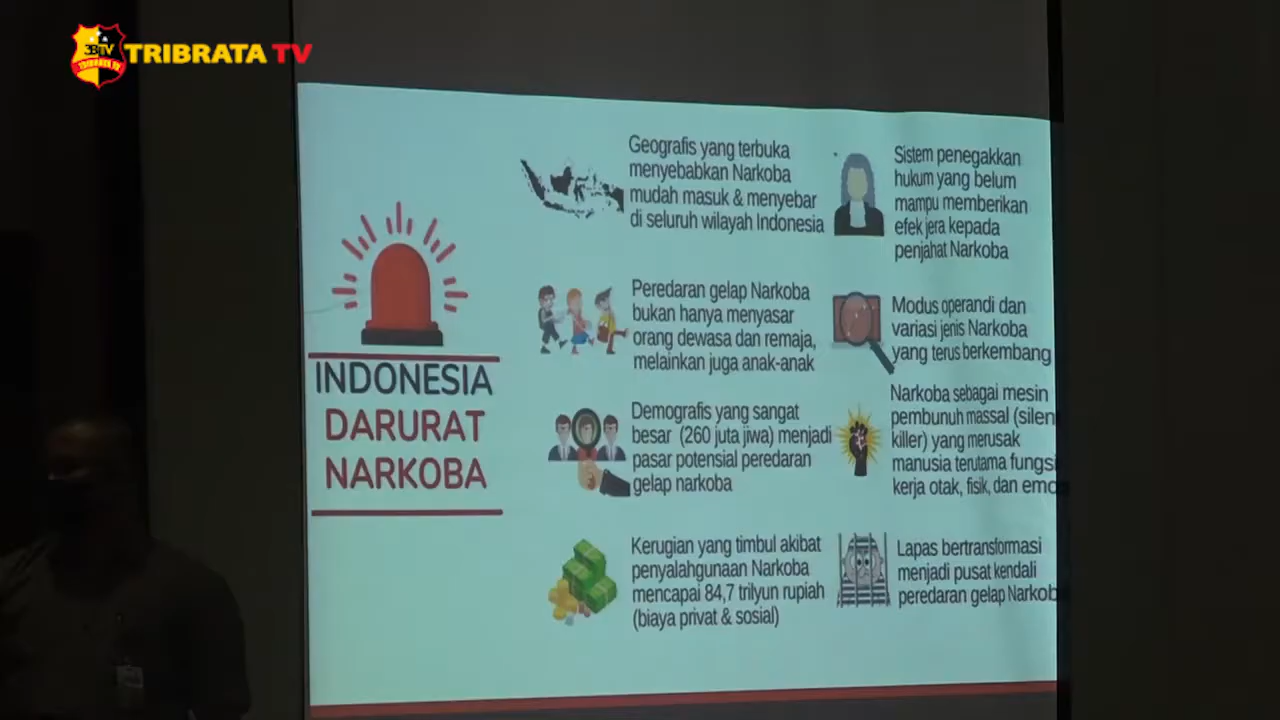 3BTV
TRIBRATA TV
TRIBRATA TV
INDONESIA
DARURAT
NARKOBA
Geografis yang terbuka
menyebabkan Narkoba
mudah masuk & menyebar
di seluruh wilayah Indonesia
Peredaran gelap Narkoba
bukan hanya menyasar
orang dewasa dan remaja,
melainkan juga anak-anak
Demografis yang sangat
besar (260 juta jiwa) menjadi
pasar potensial peredaran
gelap narkoba
Kerugian yang timbul akibat
penyalahgunaan Narkoba
mencapai 84,7 trilyun rupiah
(biaya privat & sosial)
Sistem penegakkan
hukum yang belum
mampu memberikan
efek jera kepada
penjahat Narkoba
Modus operandi dan
variasi jenis Narkoba
yang terus berkembang
Narkoba sebagai mesin
pembunuh massal (silen
killer) yang merusak
manusia terutama fungsi
kerja otak, fisik, dan emo
Lapas bertransformasi
menjadi pusat kendali
peredaran gelap Narkob